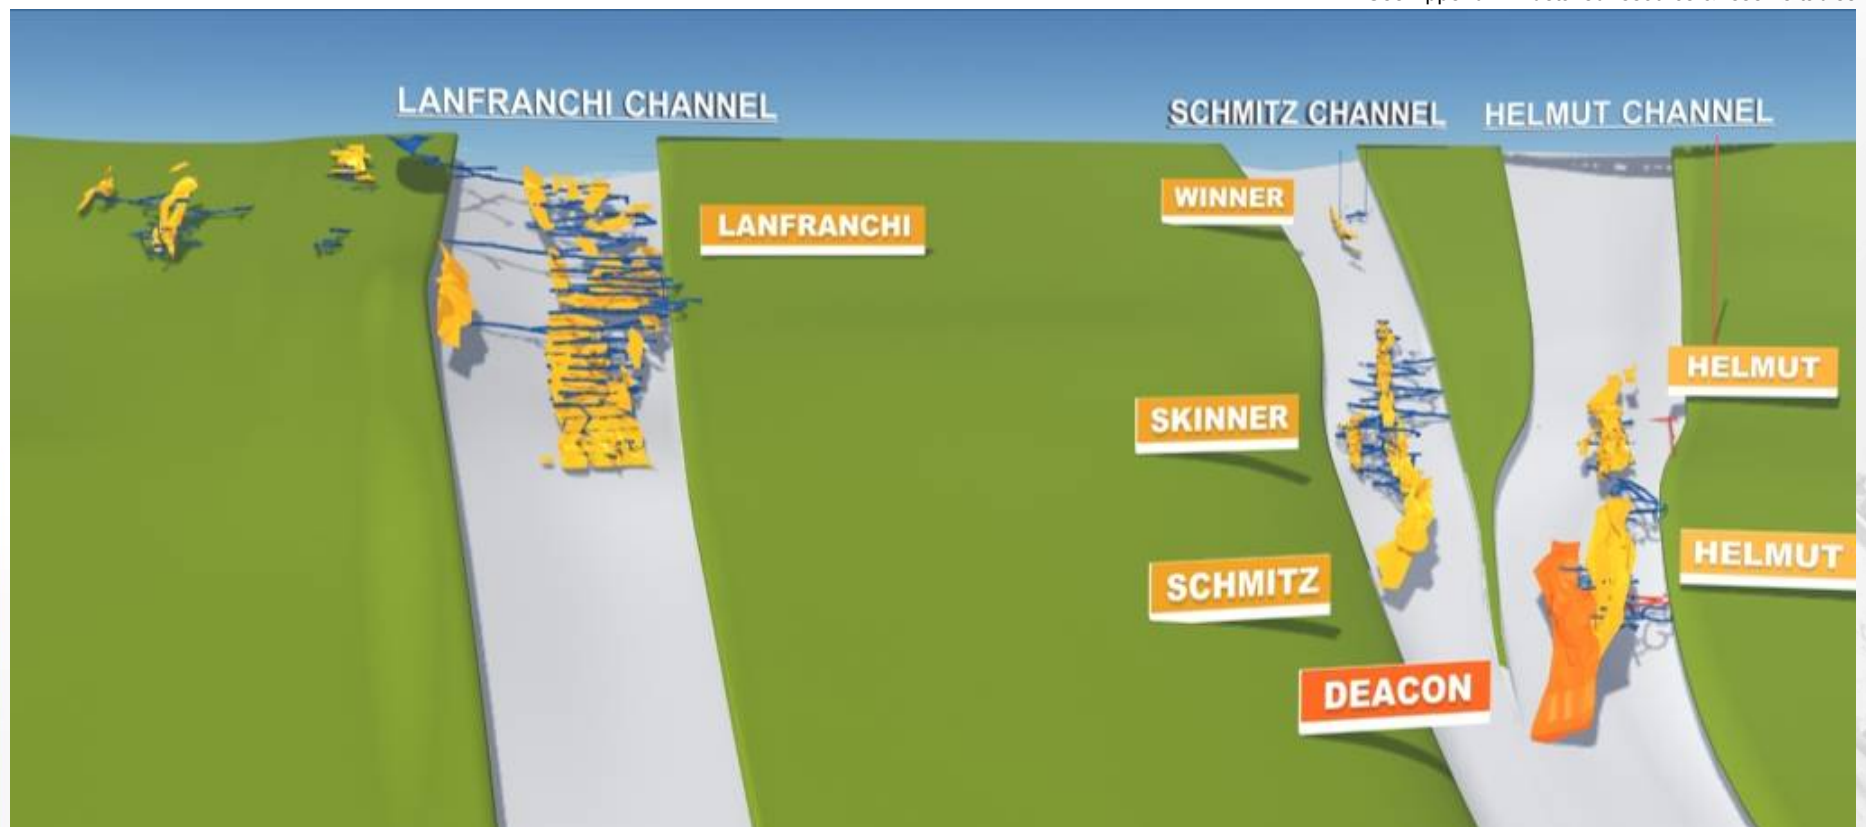 LANFRANCHI CHANNEL
SCHMITZ CHANNEL
HELMUT CHANNEL
WINNER
LANFRANCHI
HELMUT
SKINNER
HELMUT
SCHMITZ
DEACON